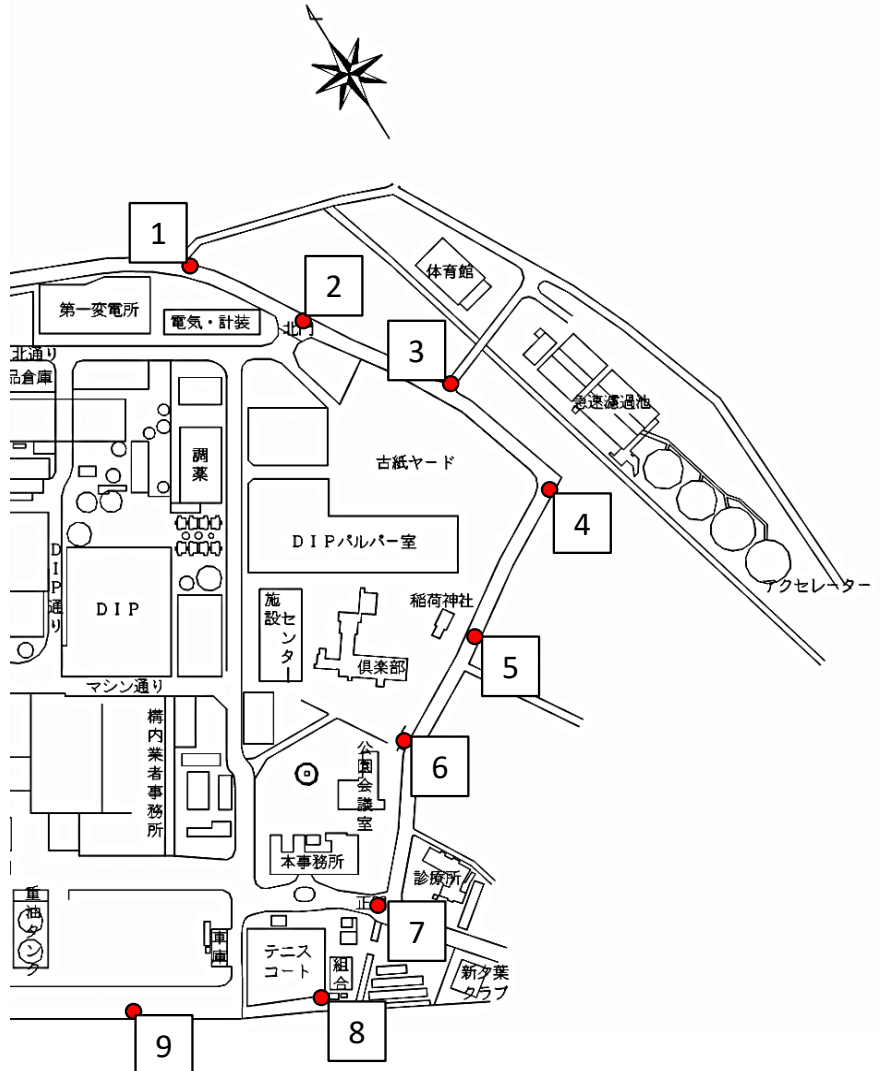 1
2
体育館
第一変電所
電気・計装
北門
3
北通り
品倉庫
急速濾過池
調薬
古紙ヤード
4
DIPパルパー室
DIP通り
アクセレーター
DIP
施設センター
稲荷神社
5
倶楽部
マシン通り
構内業者事務所
公園会議室
6
本事務所
診療所
重油タンク
正門
7
車庫
テニス
コート
組合
新夕葉
クラブ
8
9